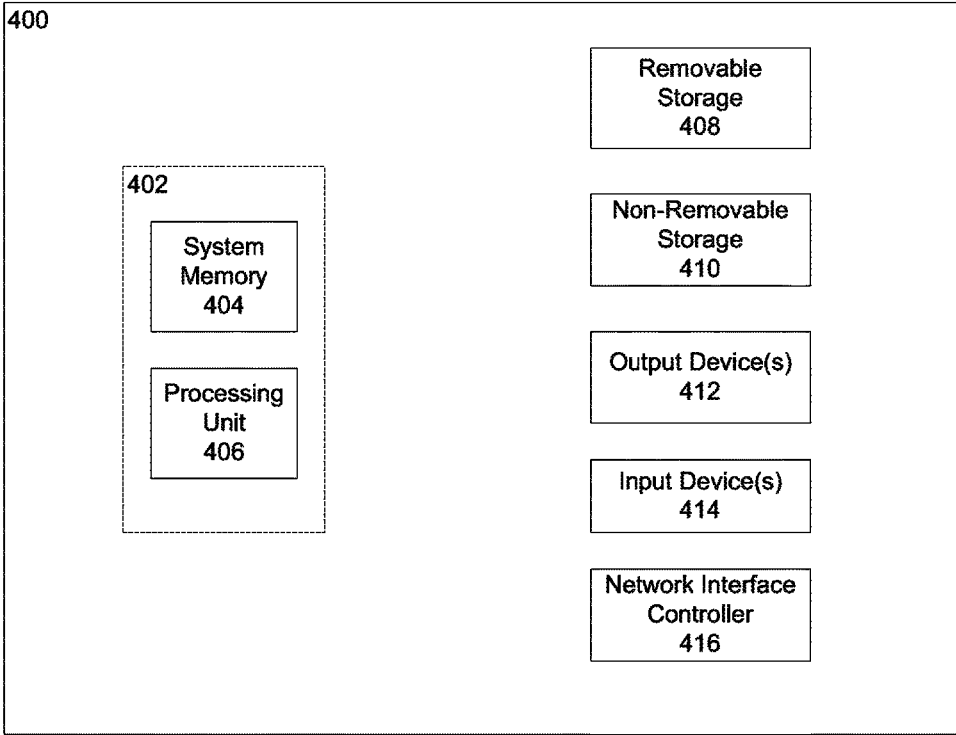 400
Removable
Storage
408
402
System
Memory
404
Non-Removable
Storage
410
Processing
Unit
406
Output Device(s)
412
Input Device(s)
414
Network Interface
Controller
416